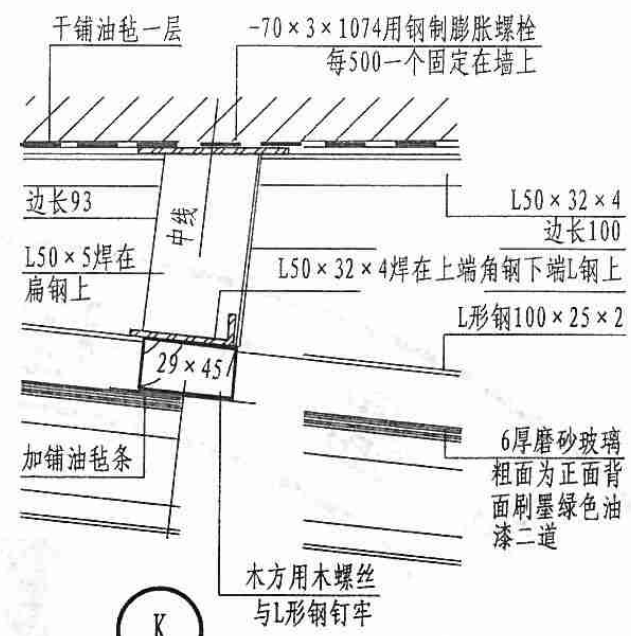 干铺油毡一层
-70×3×1074用钢制膨胀螺栓
每500一个固定在墙上
边长93
中线
L50×32×4
边长100
L50×5焊在
扁钢上
L50×32×4焊在上端角钢下端L钢上
L形钢100×25×2
29×45
加铺油毡条
6厚磨砂玻璃
粗面为正面背
面刷墨绿色油
漆二道
木方用木螺丝
与L形钢钉牢
K